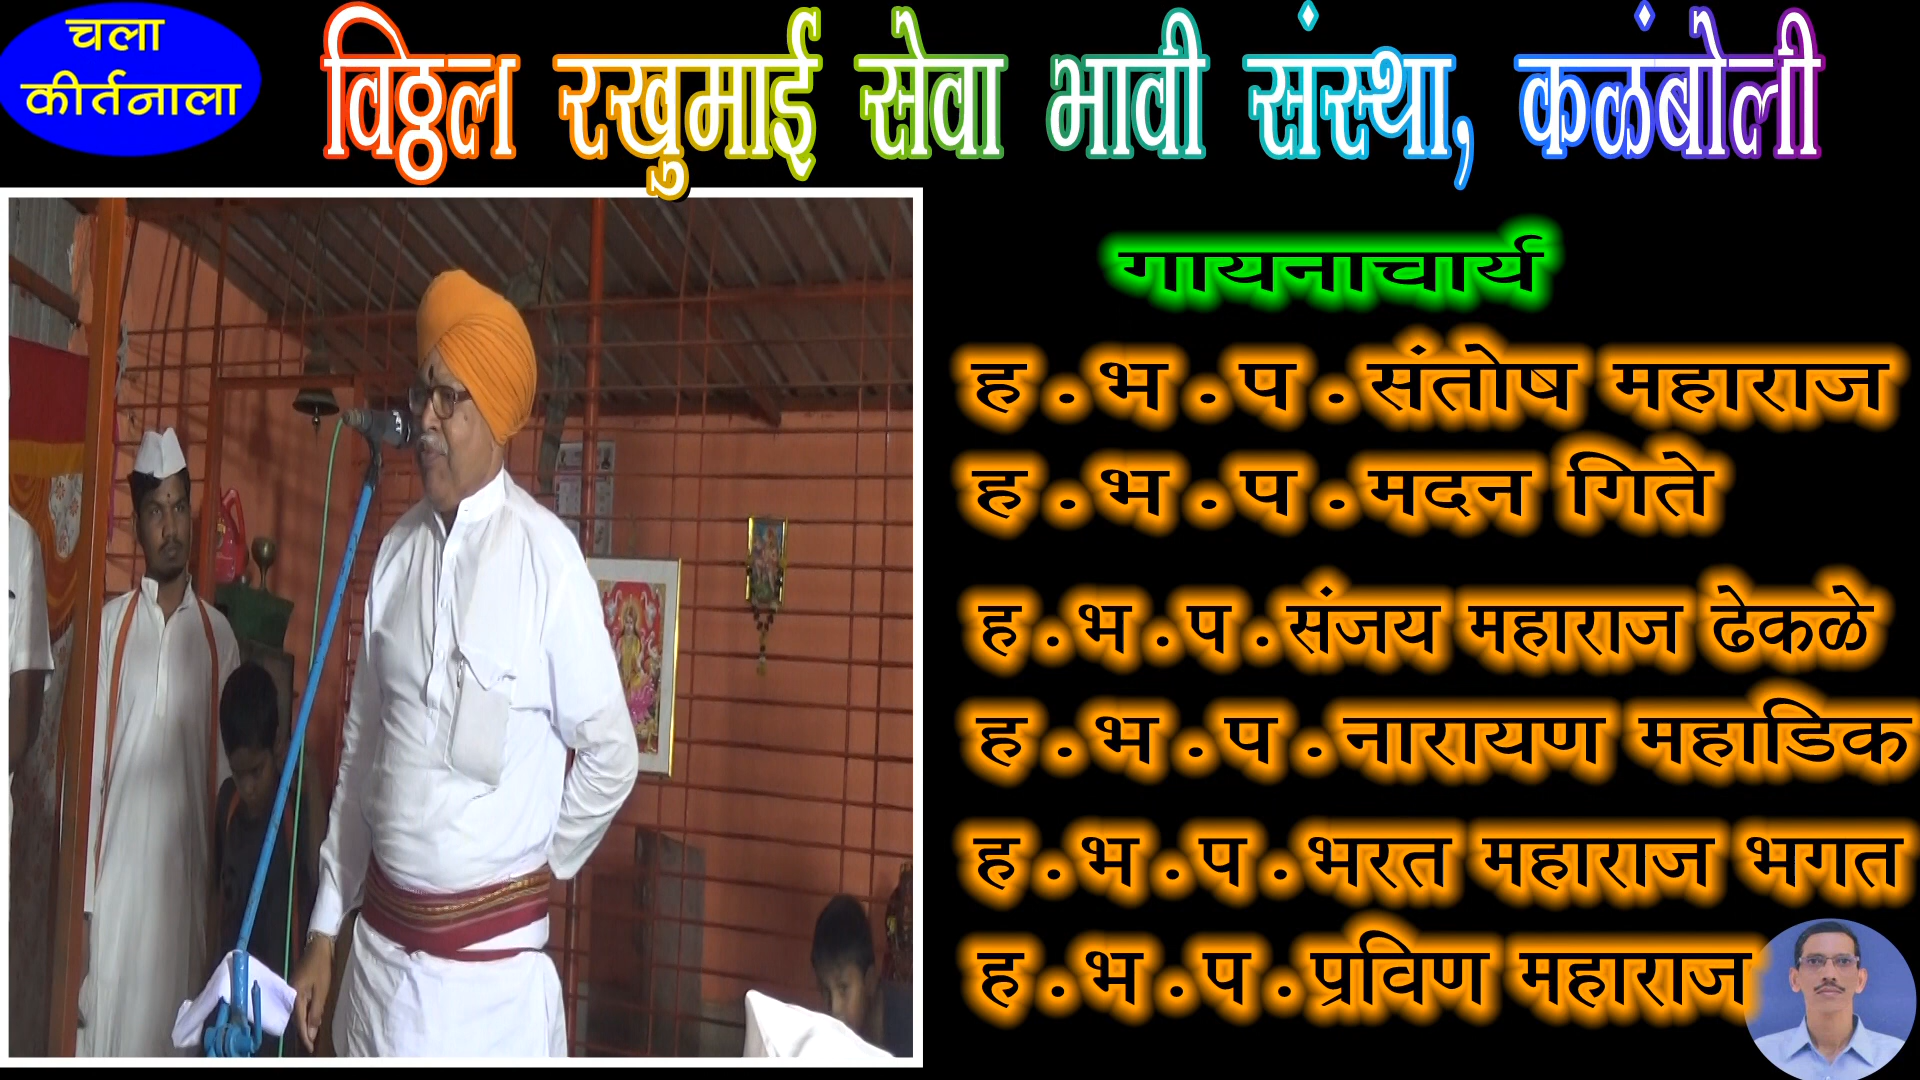 चला
कीर्तनाला
विठ्ठल रखुमाई सेवा भावी संस्था, कळंबोली
गायनाचार्य
ह.भ.प.संतोष महाराज
ह.भ.प.मदन गिते
ह.भ.प.संजय महाराज ढेकळे
ह.भ.प.नारायण महाडिक
ह.भ.प.भरत महाराज भगत
ह.भ.प.प्रविण महाराज